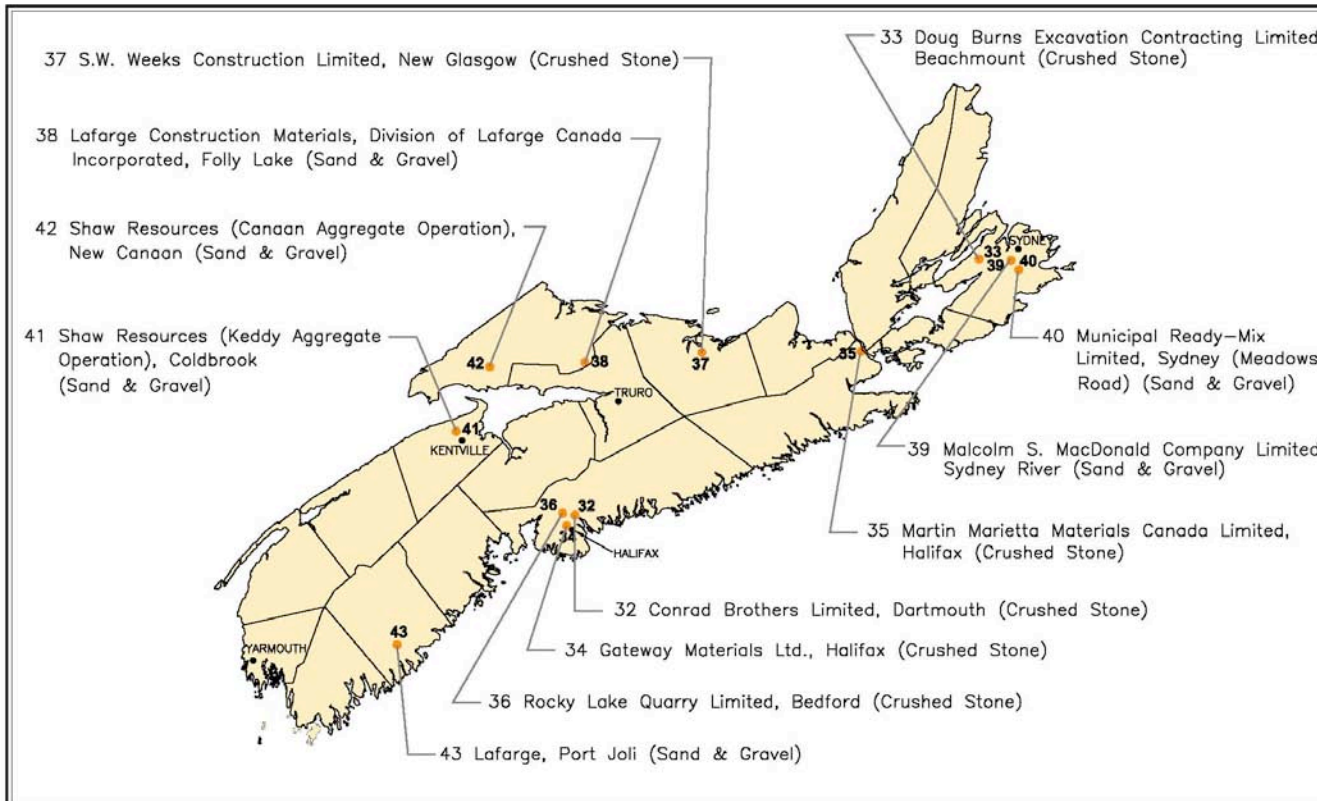 37 S.W. Weeks Construction Limited, New Glasgow (Crushed Stone)
33 Doug Burns Excavation Contracting Limited
Beachmount (Crushed Stone)
38 Lafarge Construction Materials, Division of Lafarge Canada
Incorporated, Folly Lake (Sand & Gravel)
42 Shaw Resources (Canaan Aggregate Operation),
New Canaan (Sand & Gravel)
41 Shaw Resources (Keddy Aggregate
Operation), Coldbrook
(Sand & Gravel)
SYDNEY
33
39
40
40 Municipal Ready-Mix
Limited, Sydney (Meadows
Road) (Sand & Gravel)
42
38
37
35
TRURO
41
KENTVILLE
39 Malcolm S. MacDonald Company Limited
Sydney River (Sand & Gravel)
36
32
34
HALIFAX
35 Martin Marietta Materials Canada Limited,
Halifax (Crushed Stone)
32 Conrad Brothers Limited, Dartmouth (Crushed Stone)
43
YARMOUTH
34 Gateway Materials Ltd., Halifax (Crushed Stone)
36 Rocky Lake Quarry Limited, Bedford (Crushed Stone)
43 Lafarge, Port Joli (Sand & Gravel)